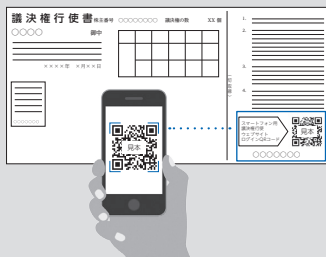 議決権行使書 株主番号 ○○○○○○○○ 議決権の数 XX 個
○○○○ 御中
××××年 ×月××日
○○○○○○○
1.
2.
3.
4.
スマートフォン用
議決権行使
ウェブサイト
ログインQRコード
見本
○○○○○○○
見本